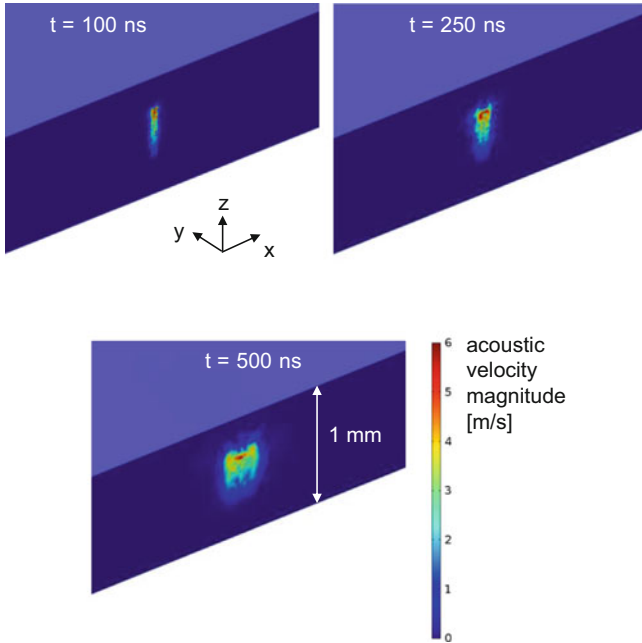 t = 100 ns
t = 250 ns
z
y
x
t = 500 ns
1 mm
6
5
4
3
2
1
0
acoustic
velocity
magnitude
[m/s]